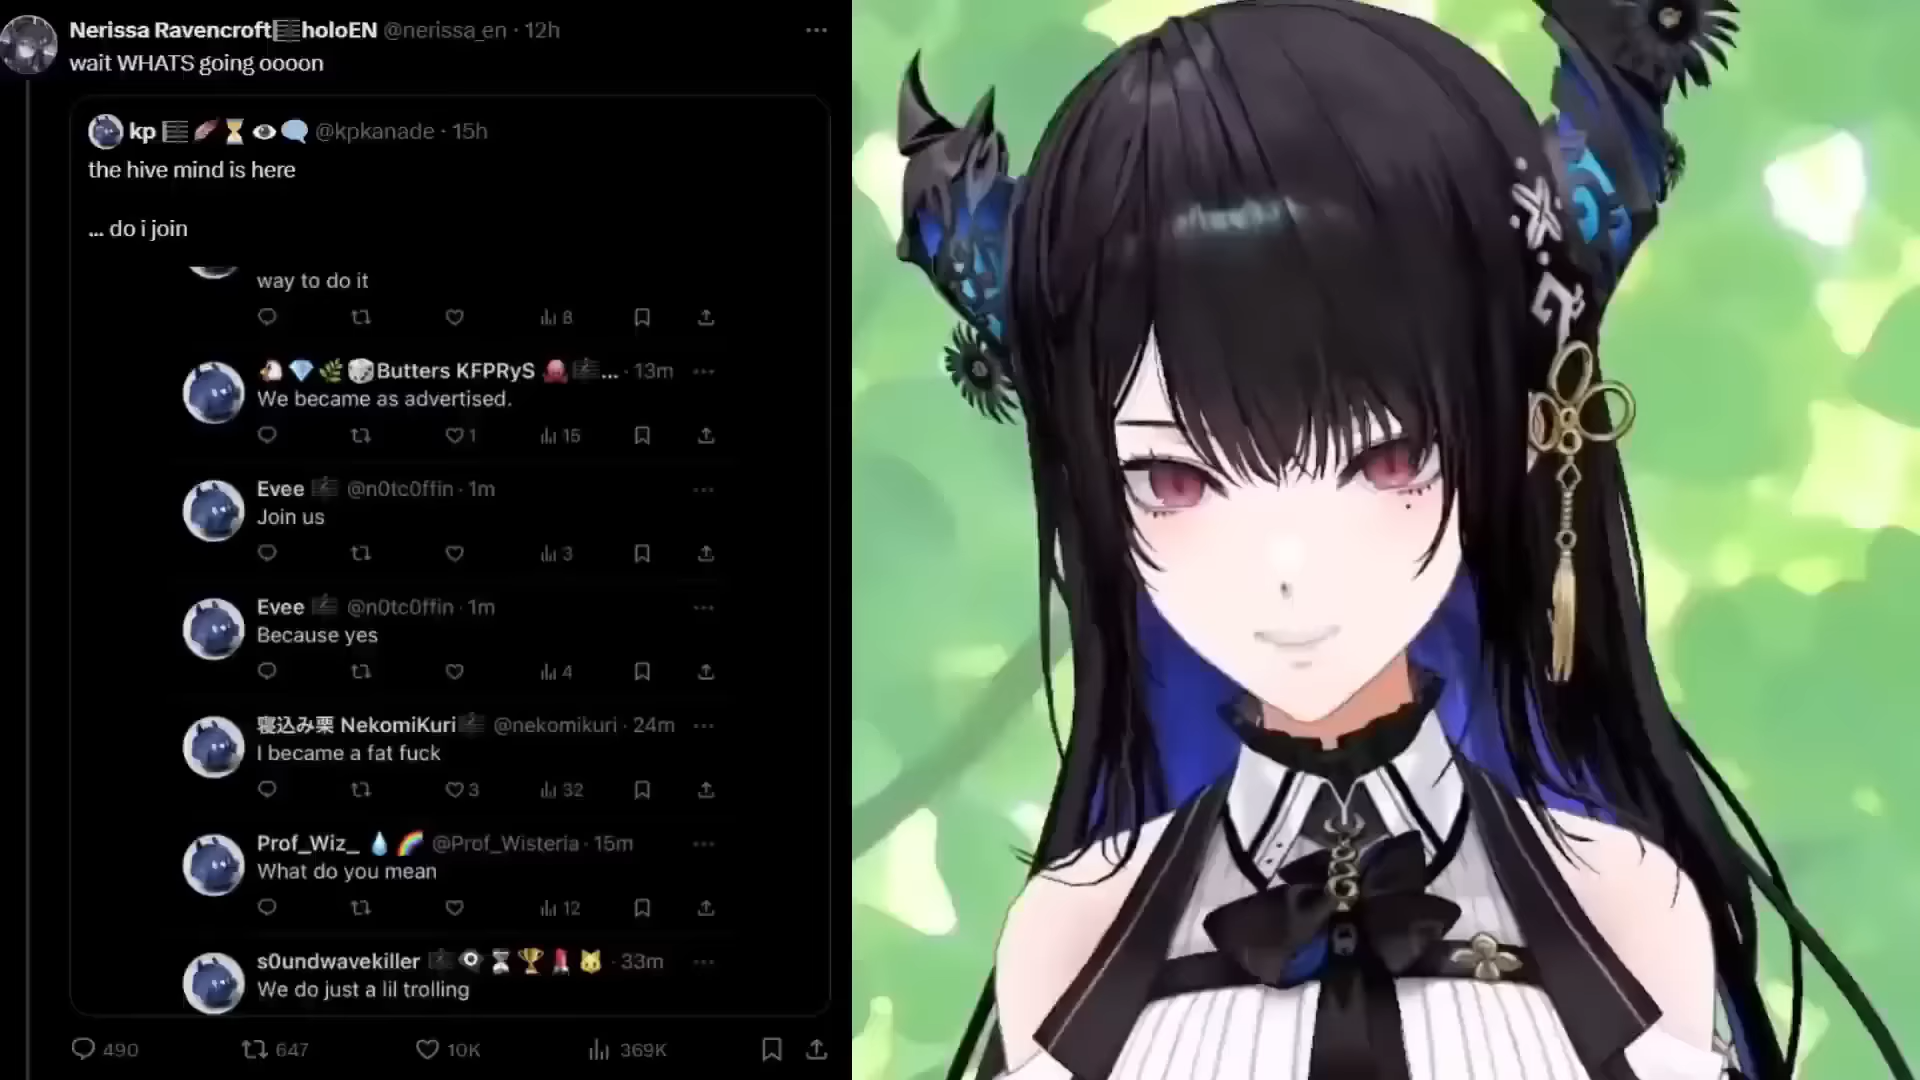 Nerissa Ravencroft🎼holoEN @nerissa_en · 12h
wait WHATS going oooon
kp 🎼🪶⏳👁️🗨️ @kpkanade · 15h
the hive mind is here
... do i join
way to do it
8
🐔💎🌿🎲Butters KFPRyS 🐙🎼... · 13m
We became as advertised.
1 15
Evee 🎼 @n0tc0ffin · 1m
Join us
3
Evee 🎼 @n0tc0ffin · 1m
Because yes
4
寝込み栗 NekomiKuri🎼 @nekomikuri · 24m
I became a fat fuck
3 32
Prof_Wiz_ 💧🌈 @Prof_Wisteria · 15m
What do you mean
12
s0undwavekiller 🎼👁️‍🗨️⏳🏆💄🐱 · 33m
We do just a lil trolling
490 647 10K 369K